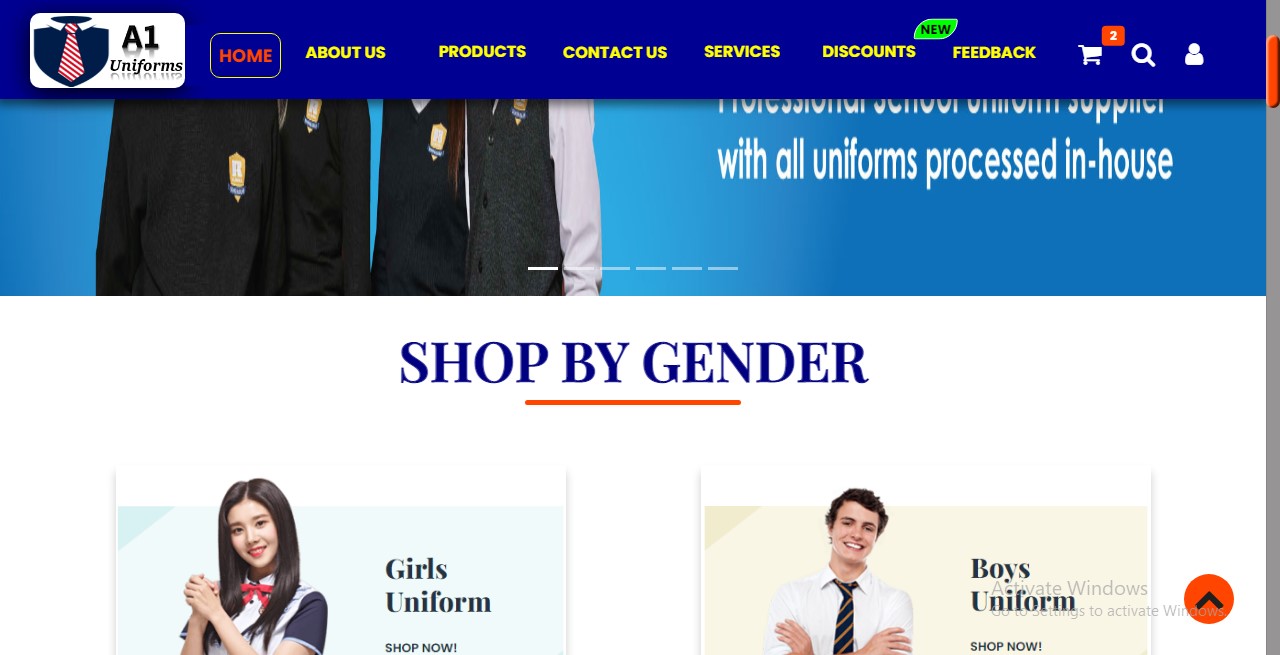 A1
Uniforms
HOME
ABOUT US
PRODUCTS
CONTACT US
SERVICES
DISCOUNTS
NEW
FEEDBACK
2
Professional school uniform supplier
with all uniforms processed in-house
SHOP BY GENDER
Girls
Uniform
SHOP NOW!
Boys
Uniform
SHOP NOW!
Activate Windows
Go to Settings to activate Windows.